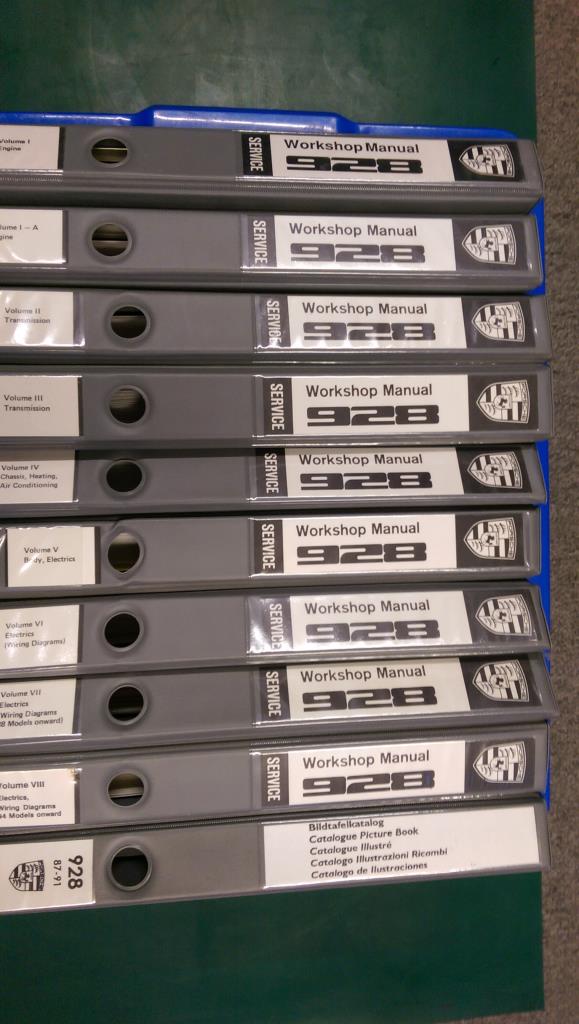 Volume I
Engine
SERVICE
Workshop Manual
928
lume I - A
gine
SERVICE
Workshop Manual
928
Volume II
Transmission
SERVICE
Workshop Manual
928
Volume III
Transmission
SERVICE
Workshop Manual
928
Volume IV
Chassis, Heating,
Air Conditioning
SERVICE
Workshop Manual
928
Volume V
Body, Electrics
SERVICE
Workshop Manual
928
Volume VI
Electrics
(Wiring Diagrams)
SERVICE
Workshop Manual
928
Volume VII
Electrics
Wiring Diagrams
88 Models onward)
SERVICE
Workshop Manual
928
Volume VIII
Electrics,
Wiring Diagrams
94 Models onward
SERVICE
Workshop Manual
928
928
87-91
Bildtafelkatalog
Catalogue Picture Book
Catalogue Illustré
Catalogo Illustrazioni Ricambi
Catalogo de Ilustraciones